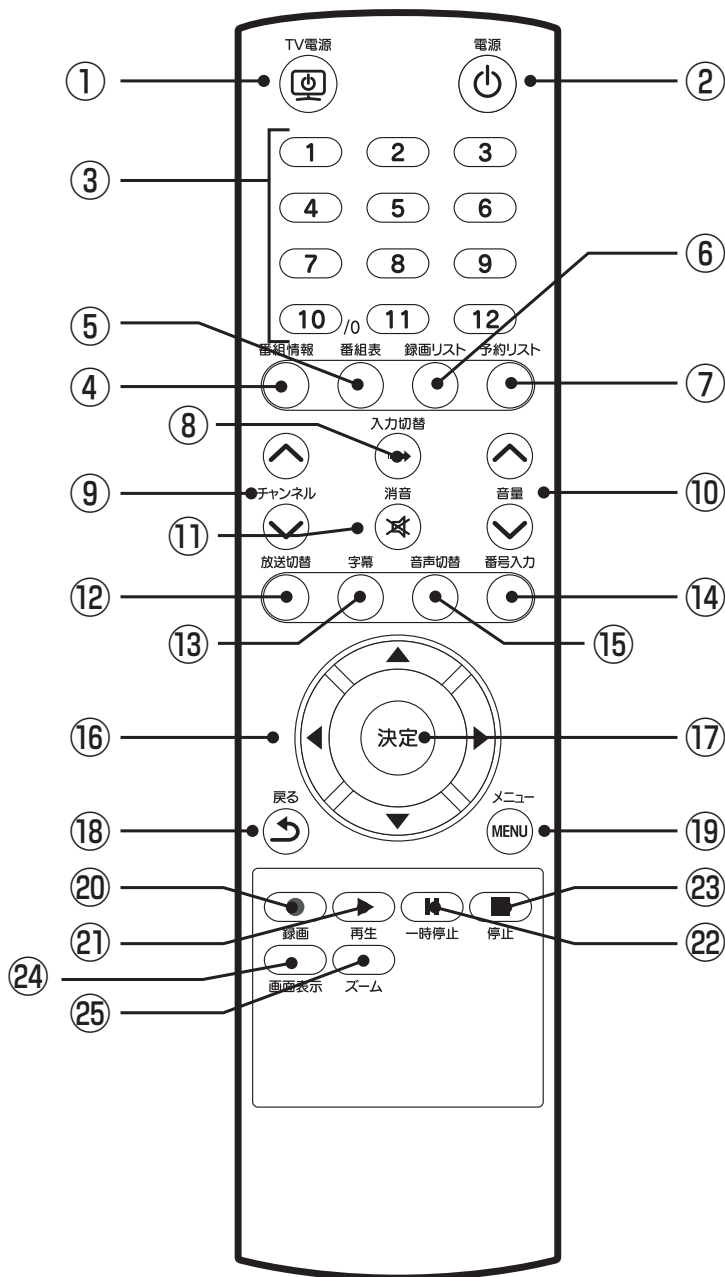 TV電源 電源
① ②
1 2 3
③
4 5 6
7 8 9
⑥
⑤
10/0 11 12
番組情報 番組表 録画リスト 予約リスト
④ ⑦
⑧ 入力切替
⑨ チャンネル 消音 音量 ⑩
⑪
放送切替 字幕 音声切替 番号入力
⑫ ⑭
⑬ ⑮
⑯ 決定 ⑰
戻る メニュー
⑱ MENU ⑲
⑳ ㉓
録画 再生 一時停止 停止
㉑ ㉒
㉔
画面表示 ズーム
㉕